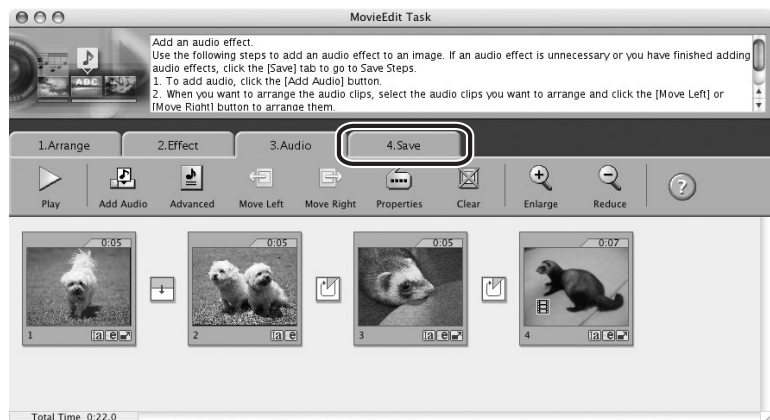 MovieEdit Task
ABC
Add an audio effect.
Use the following steps to add an audio effect to an image. If an audio effect is unnecessary or you have finished adding
audio effects, click the [Save] tab to go to Save Steps.
1. To add audio, click the [Add Audio] button.
2. When you want to arrange the audio clips, select the audio clips you want to arrange and click the [Move Left] or
[Move Right] button to arrange them.
1.Arrange 2.Effect 3.Audio 4.Save
Play Add Audio Advanced Move Left Move Right Properties Clear Enlarge Reduce ?
0:05 0:05 0:05 0:07
1 a e 2 a e 3 a e 4 a e
Total Time 0:22.0